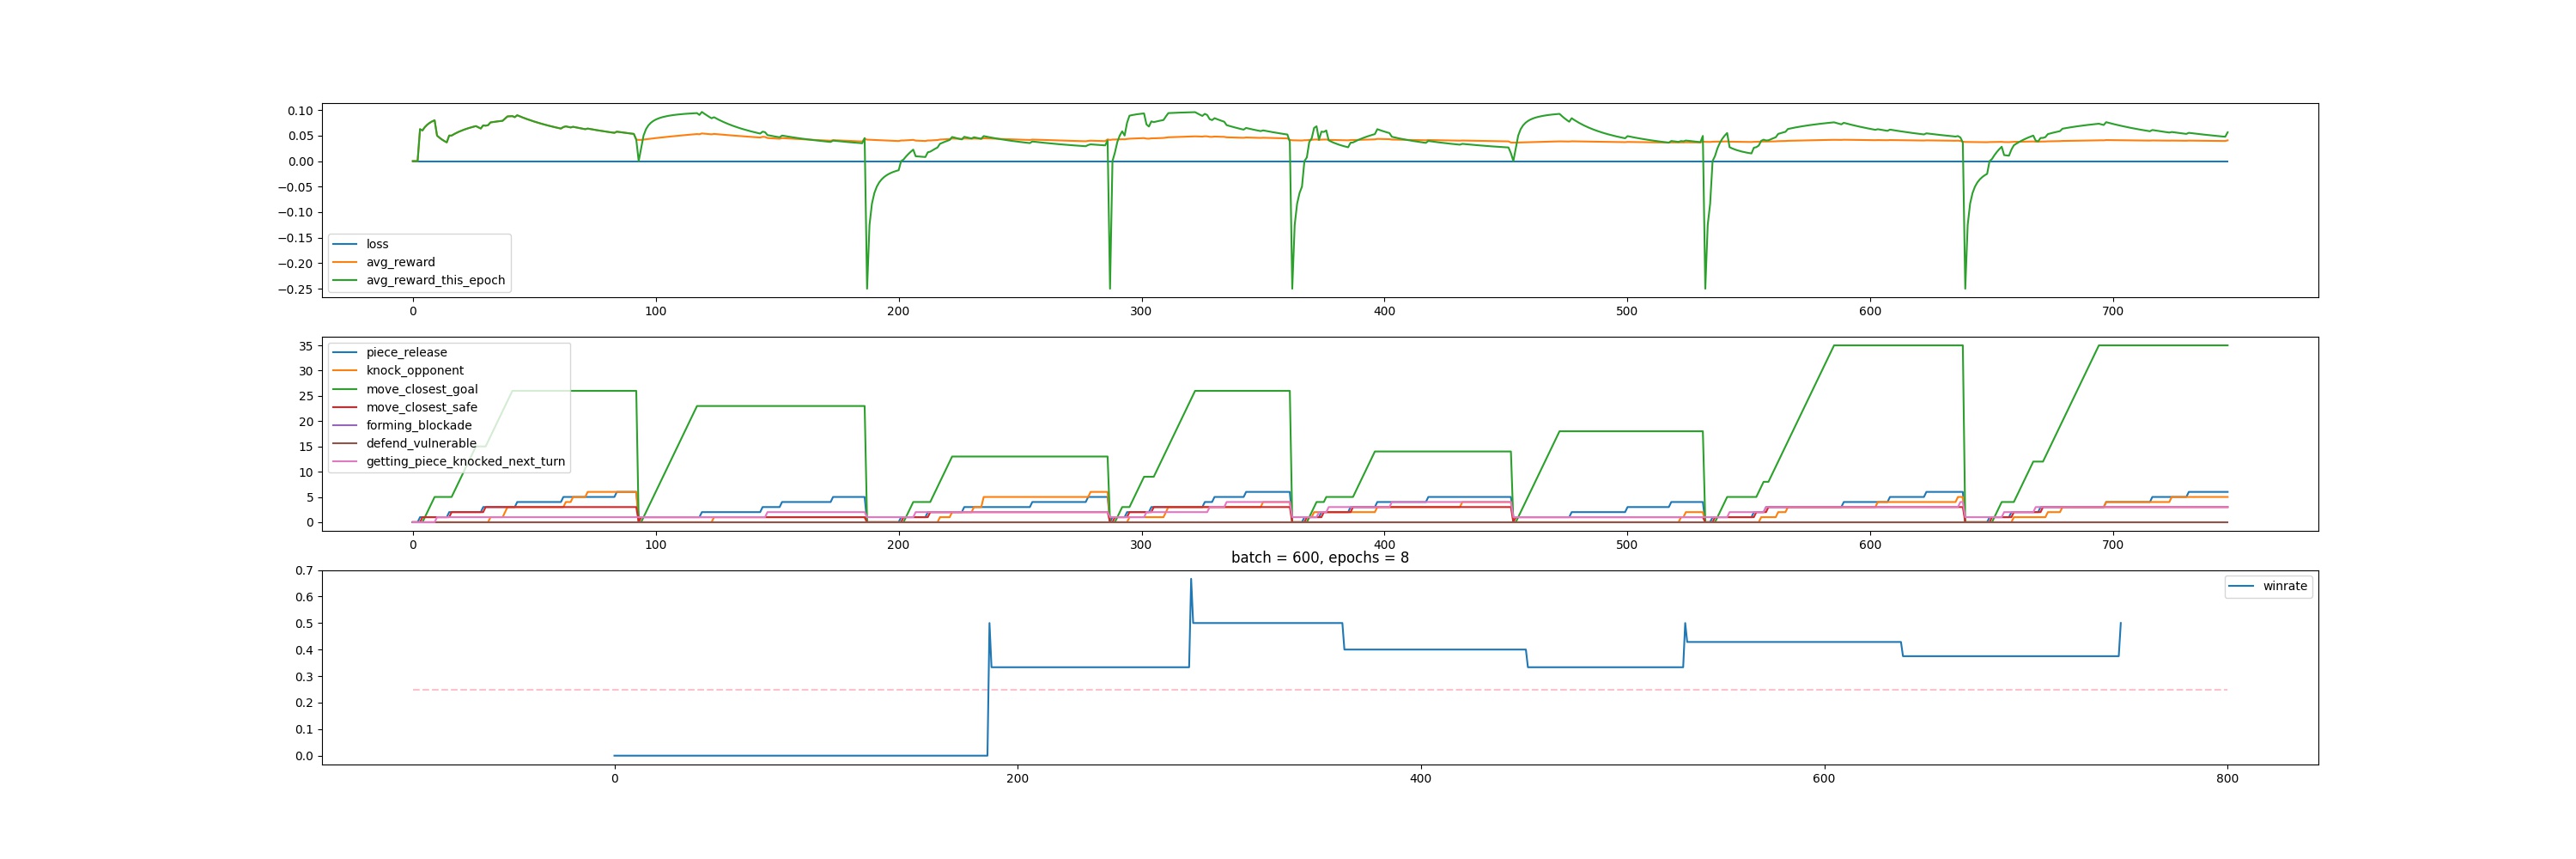 0.10
0.05
0.00
−0.05
−0.10
−0.15
−0.20
−0.25
loss
avg_reward
avg_reward_this_epoch
0 100 200 300 400 500 600 700
35
30
25
20
15
10
5
0
piece_release
knock_opponent
move_closest_goal
move_closest_safe
forming_blockade
defend_vulnerable
getting_piece_knocked_next_turn
0 100 200 300 400 500 600 700
batch = 600, epochs = 8
0.7
0.6
0.5
0.4
0.3
0.2
0.1
0.0
winrate
0 200 400 600 800